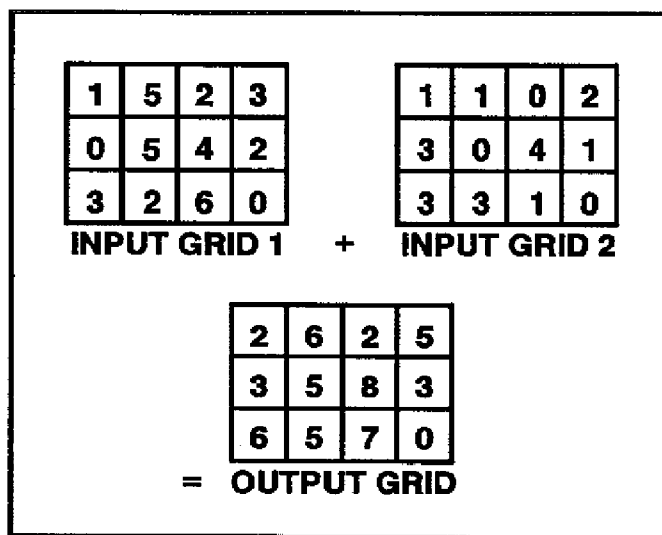 1 5 2 3 1 1 0 2
0 5 4 2 3 0 4 1
3 2 6 0 3 3 1 0
INPUT GRID 1 + INPUT GRID 2
2 6 2 5
3 5 8 3
6 5 7 0
= OUTPUT GRID